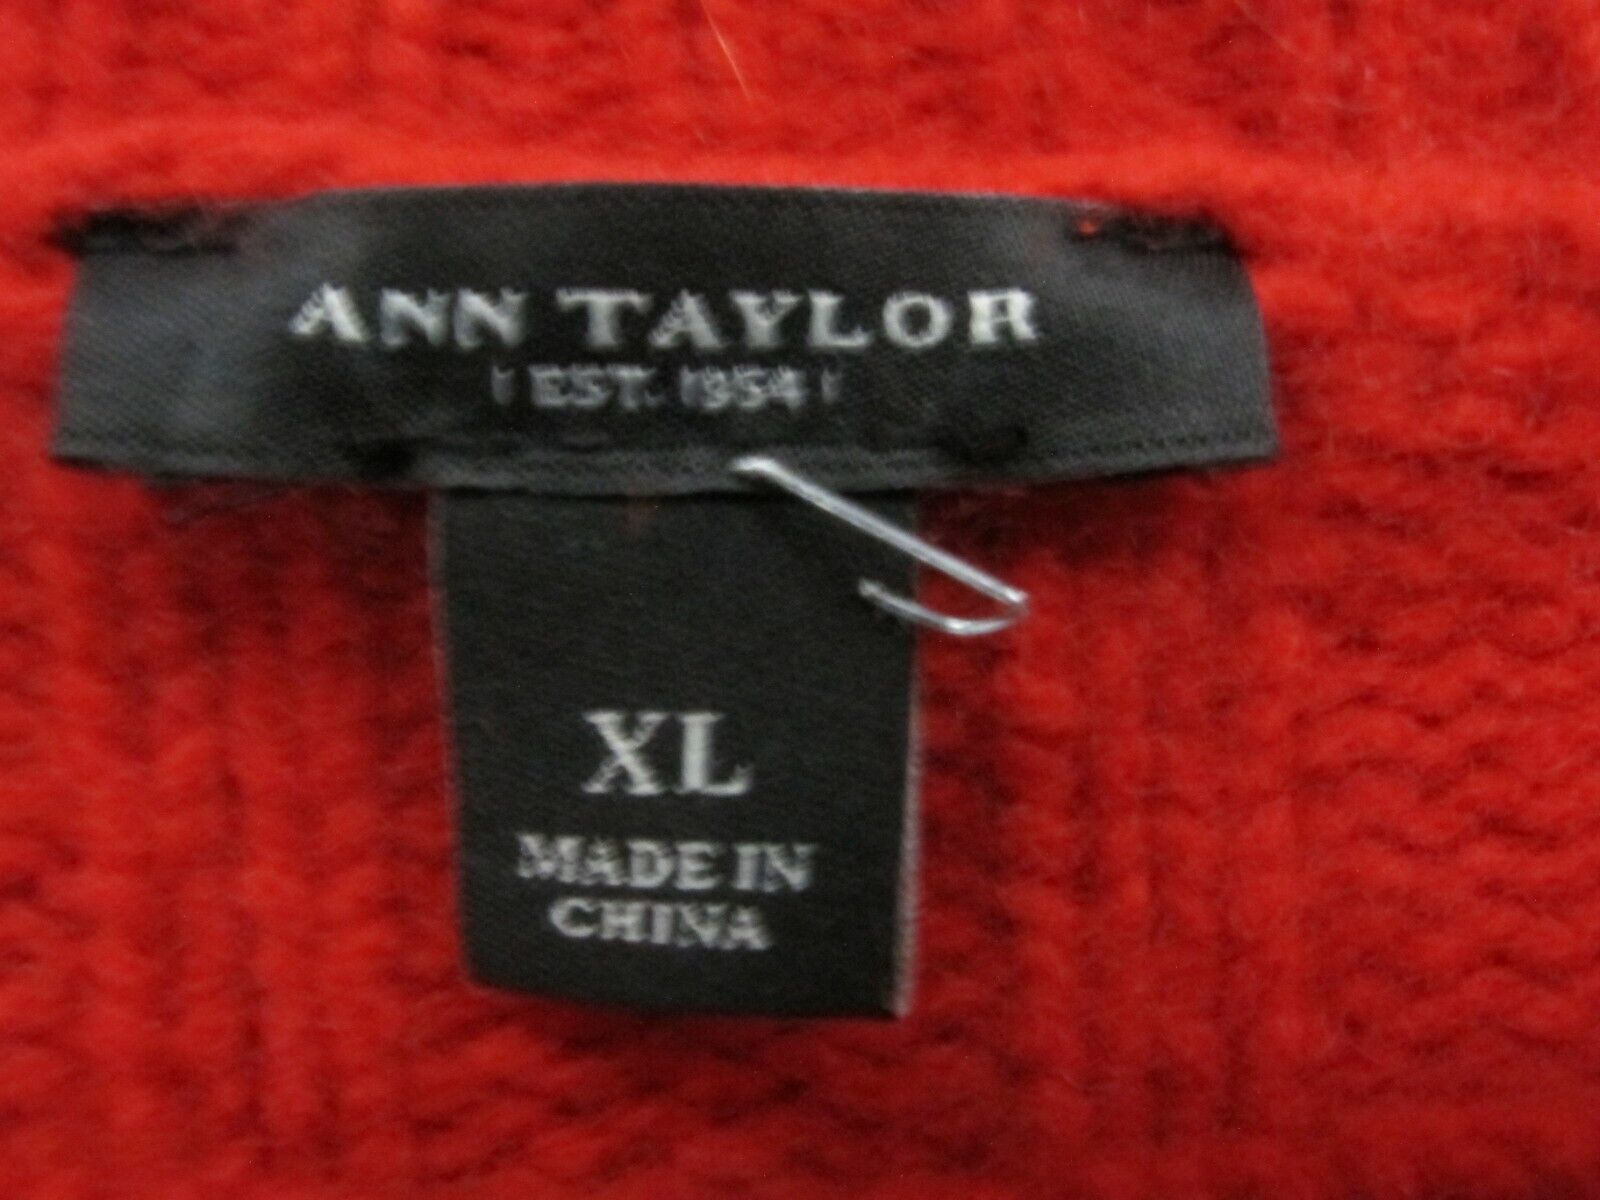 ANN TAYLOR
EST. 1954
XL
MADE IN
CHINA